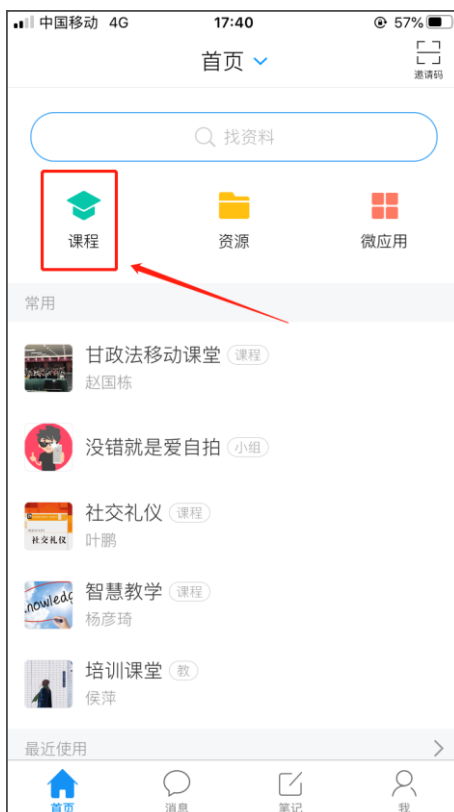 中国移动 4G 17:40 57%
首页
邀请码
找资料
课程 资源 微应用
常用
甘政法移动课堂 课程
赵国栋
没错就是爱自拍 小组
社交礼仪 课程
叶鹏
社交礼仪
智慧教学 课程
杨彦琦
培训课堂 教
侯萍
最近使用
首页 消息 笔记 我